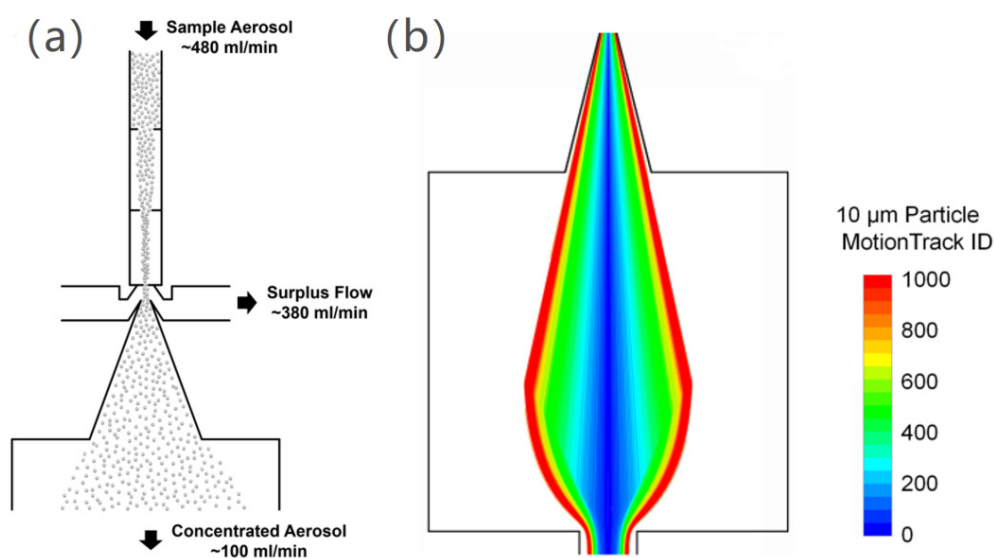 (a)
Sample Aerosol
~480 ml/min
Surplus Flow
~380 ml/min
Concentrated Aerosol
~100 ml/min
(b)
10 μm Particle
MotionTrack ID
1000
800
600
400
200
0